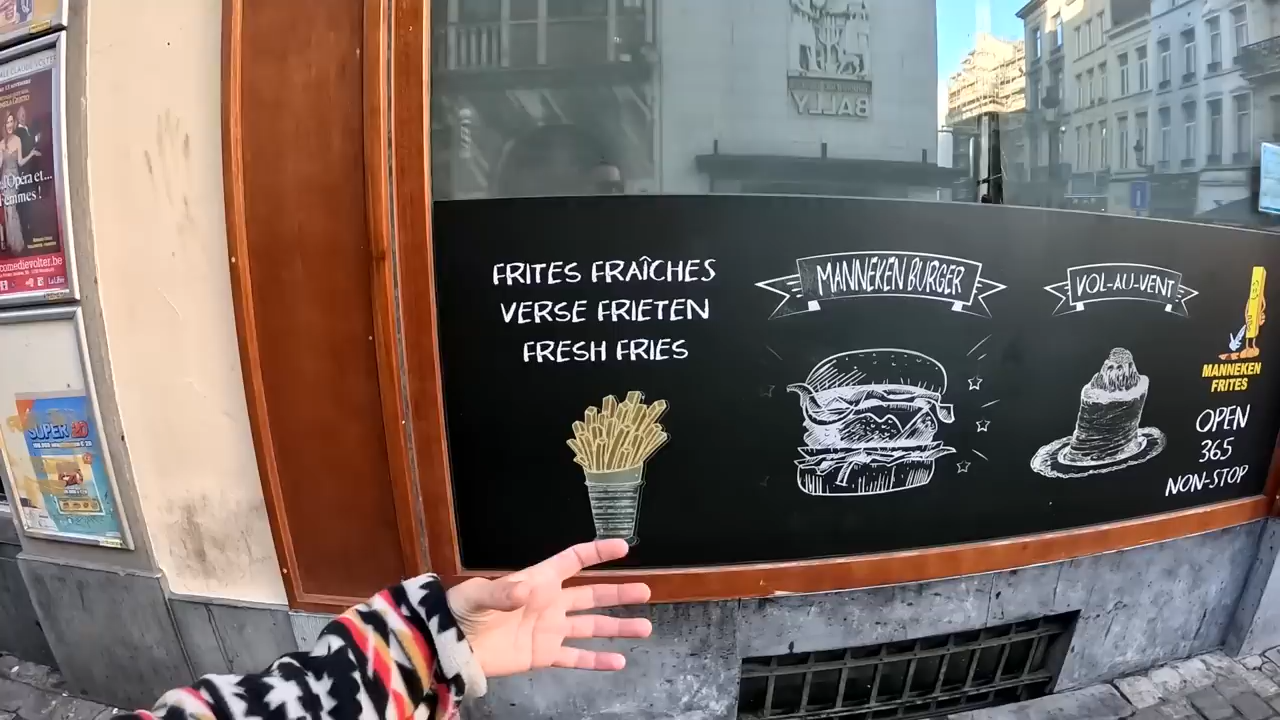 FRITES FRAÎCHES
VERSE FRIETEN
FRESH FRIES
MANNEKEN BURGER
VOL-AU-VENT
MANNEKEN
FRITES
OPEN
365
NON-STOP
BALLY
l'Opéra et...
Femmes !
comedievolter.be
SUPER 20